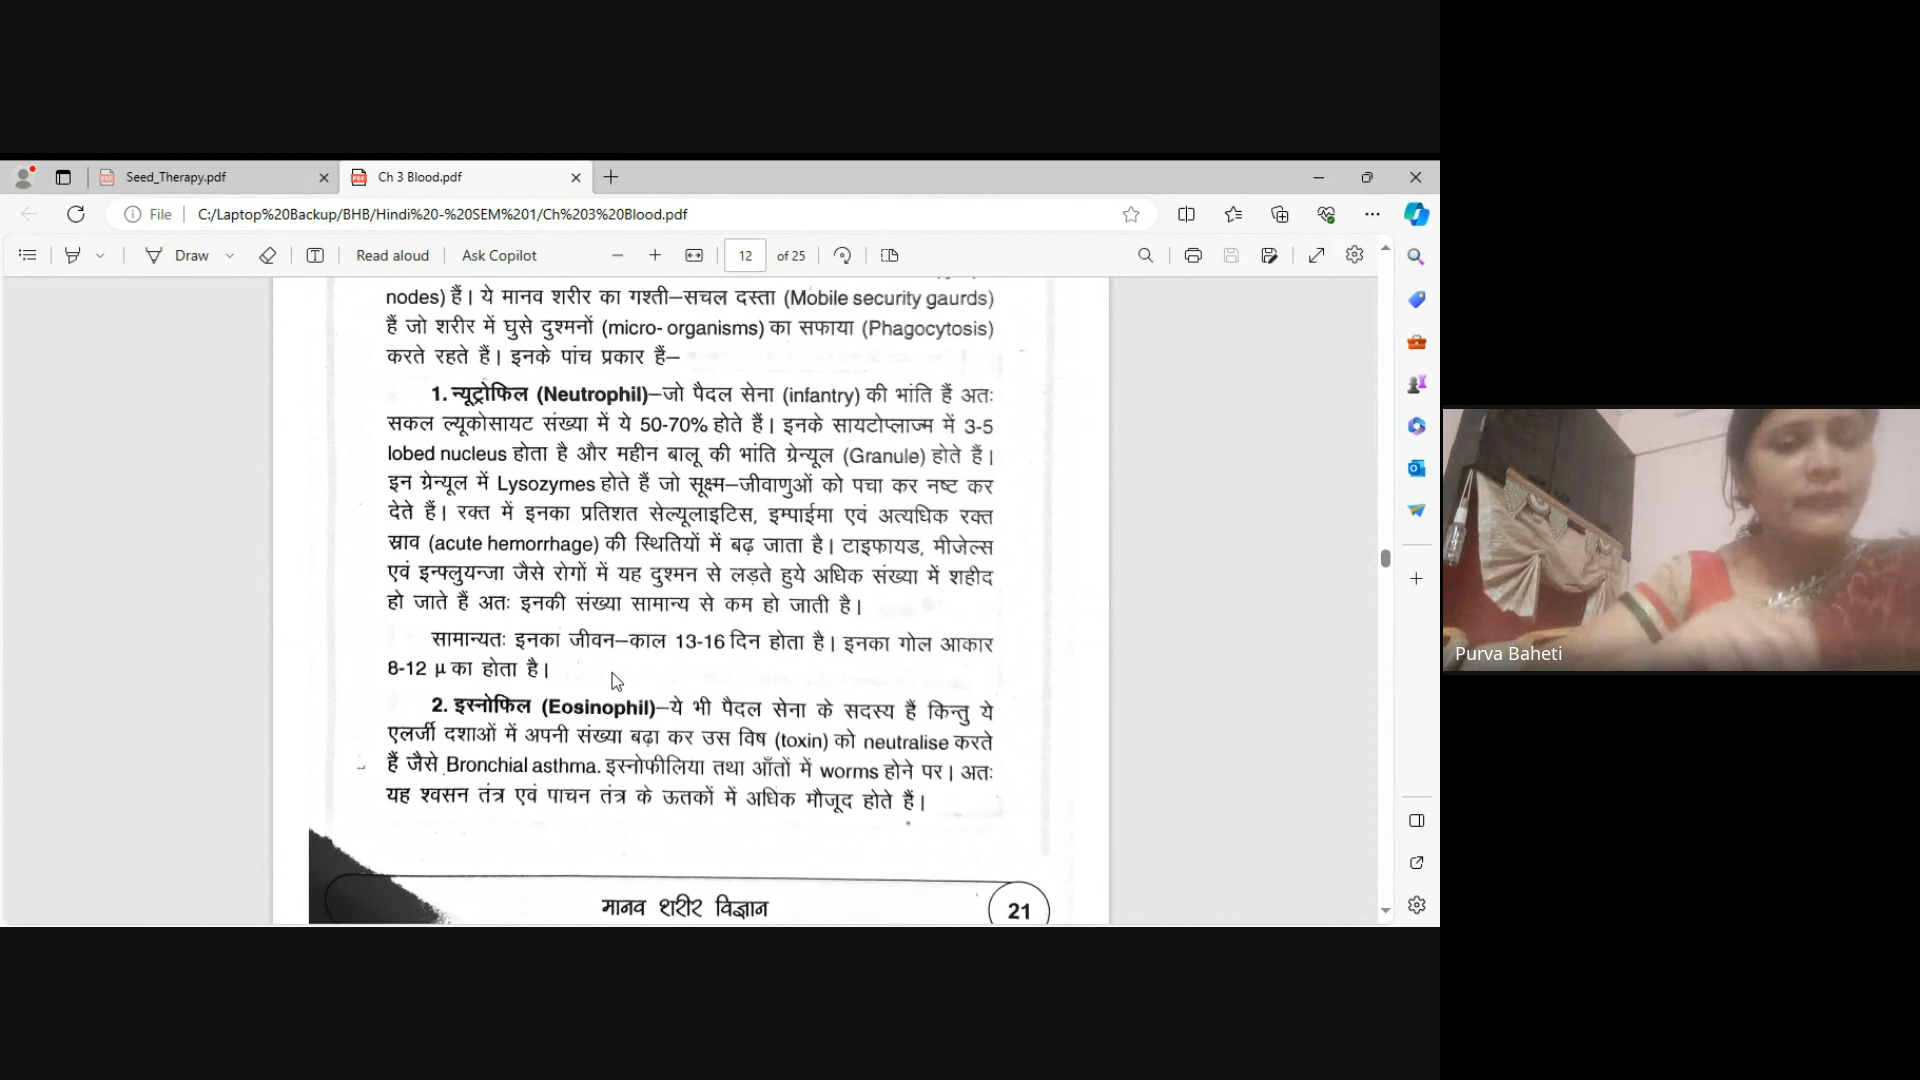 Seed_Therapy.pdf
Ch 3 Blood.pdf
File
C:/Laptop%20Backup/BHB/Hindi%20-%20SEM%201/Ch%203%20Blood.pdf
Draw
Read aloud
Ask Copilot
12
of 25
nodes) हैं। ये मानव शरीर का गश्ती–सचल दस्ता (Mobile security gaurds)
हैं जो शरीर में घुसे दुश्मनों (micro- organisms) का सफाया (Phagocytosis)
करते रहते हैं। इनके पांच प्रकार हैं–
1. न्यूट्रोफिल (Neutrophil)–जो पैदल सेना (infantry) की भांति हैं अतः
सकल ल्यूकोसायट संख्या में ये 50-70% होते हैं। इनके सायटोप्लाज्म में 3-5
lobed nucleus होता है और महीन बालू की भांति ग्रेन्यूल (Granule) होते हैं।
इन ग्रेन्यूल में Lysozymes होते हैं जो सूक्ष्म–जीवाणुओं को पचा कर नष्ट कर
देते हैं। रक्त में इनका प्रतिशत सेल्यूलाइटिस, इम्पाईमा एवं अत्यधिक रक्त
स्राव (acute hemorrhage) की स्थितियों में बढ़ जाता है। टाइफायड, मीजेल्स
एवं इन्फ्लुयन्जा जैसे रोगों में यह दुश्मन से लड़ते हुये अधिक संख्या में शहीद
हो जाते हैं अतः इनकी संख्या सामान्य से कम हो जाती है।
सामान्यतः इनका जीवन–काल 13-16 दिन होता है। इनका गोल आकार
8-12 μ का होता है।
2. इस्नोफिल (Eosinophil)–ये भी पैदल सेना के सदस्य हैं किन्तु ये
एलर्जी दशाओं में अपनी संख्या बढ़ा कर उस विष (toxin) को neutralise करते
हैं जैसे Bronchial asthma. इस्नोफीलिया तथा आँतों में worms होने पर। अतः
यह श्वसन तंत्र एवं पाचन तंत्र के ऊतकों में अधिक मौजूद होते हैं।
मानव शरीर विज्ञान
21
Purva Baheti